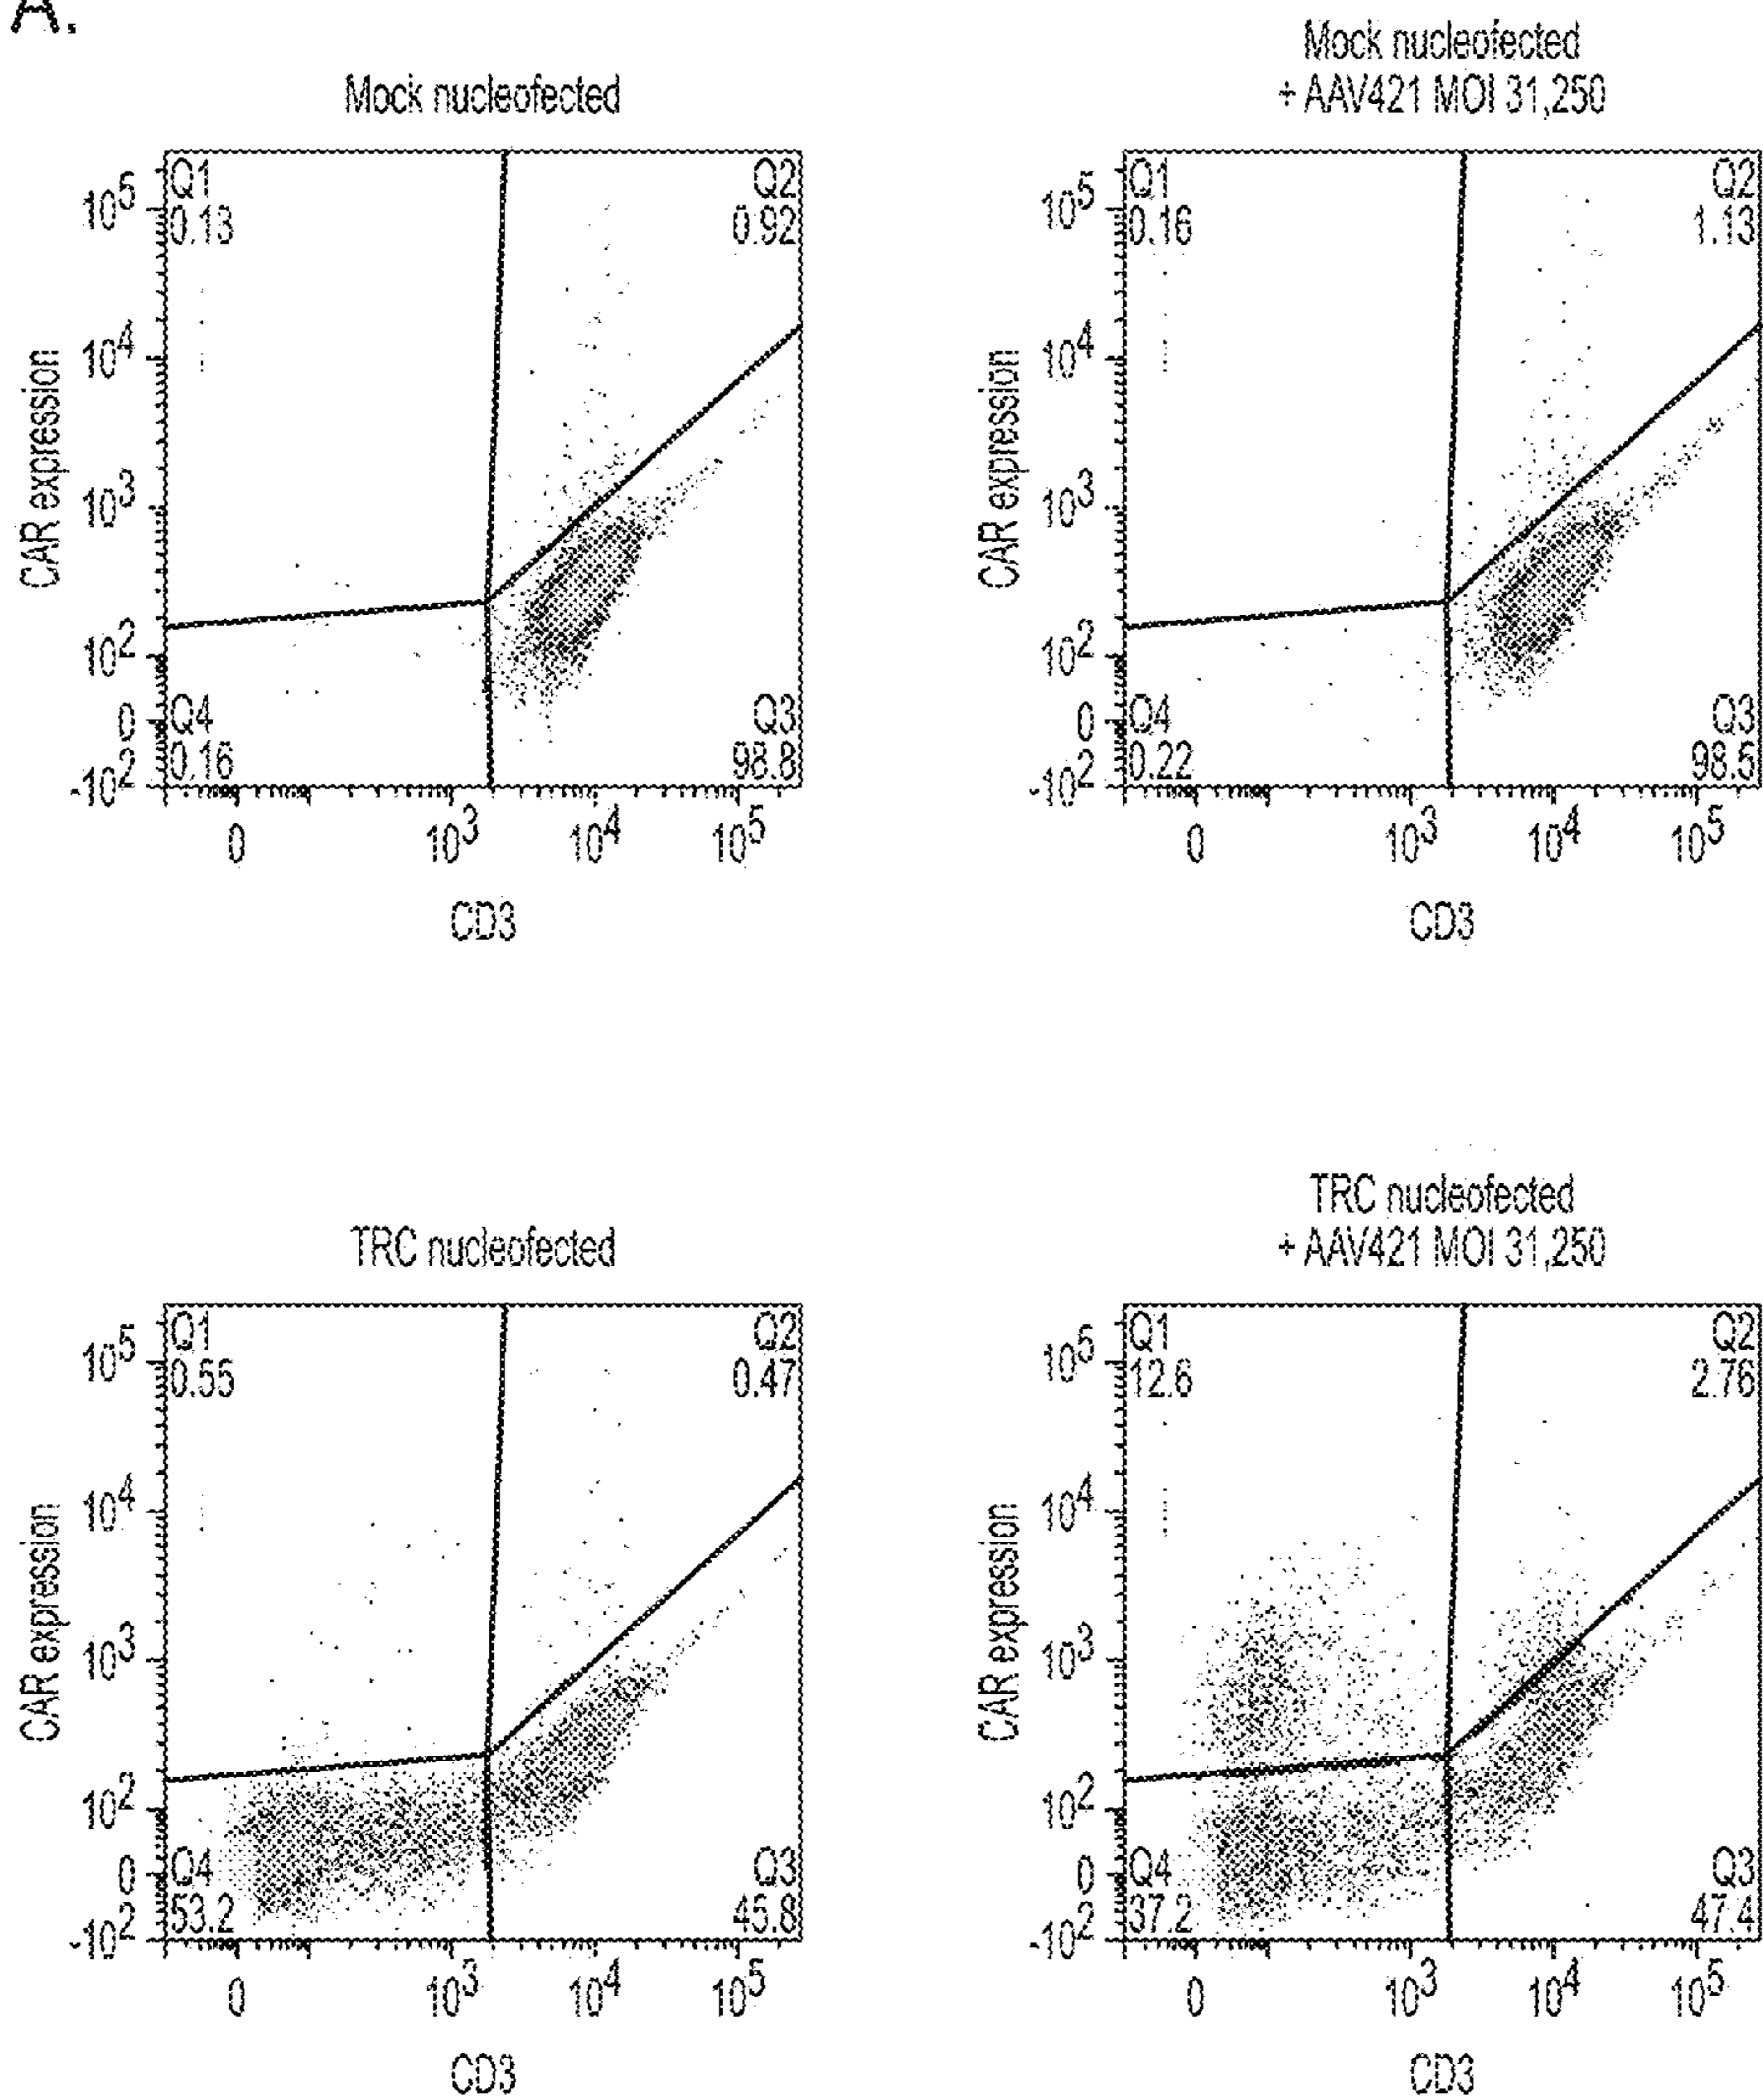 A.
Mock nucleofected
Q1
0.13
Q2
0.92
Q4
0.16
Q3
98.8
10^5
10^4
10^3
10^2
0
-10^2
CAR expression
0
10^3
10^4
10^5
CD3
Mock nucleofected
+ AAV421 MOI 31,250
Q1
0.16
Q2
1.13
Q4
0.22
Q3
98.5
10^5
10^4
10^3
10^2
0
-10^2
CAR expression
0
10^3
10^4
10^5
CD3
TRC nucleofected
Q1
0.55
Q2
0.47
Q4
53.2
Q3
45.8
10^5
10^4
10^3
10^2
0
-10^2
CAR expression
0
10^3
10^4
10^5
CD3
TRC nucleofected
+ AAV421 MOI 31,250
Q1
12.6
Q2
2.76
Q4
37.2
Q3
47.4
10^5
10^4
10^3
10^2
0
-10^2
CAR expression
0
10^3
10^4
10^5
CD3